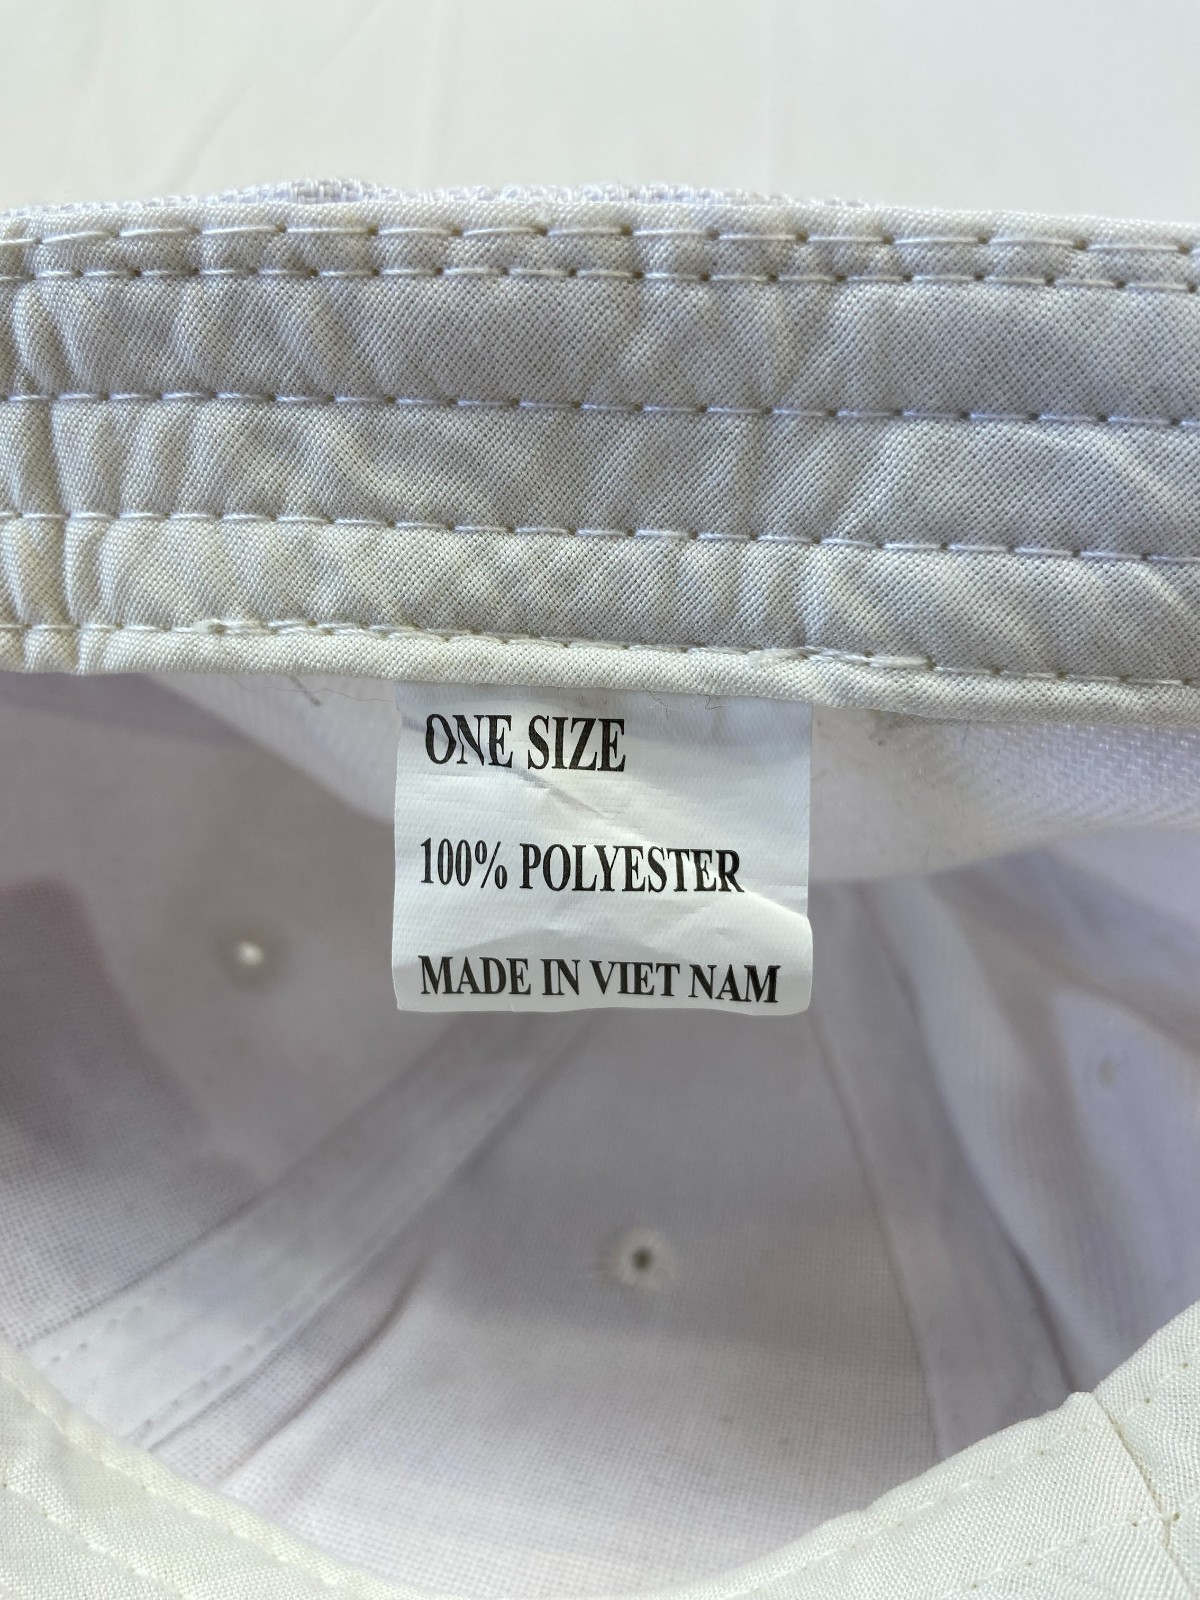 ONE SIZE
100% POLYESTER
MADE IN VIET NAM